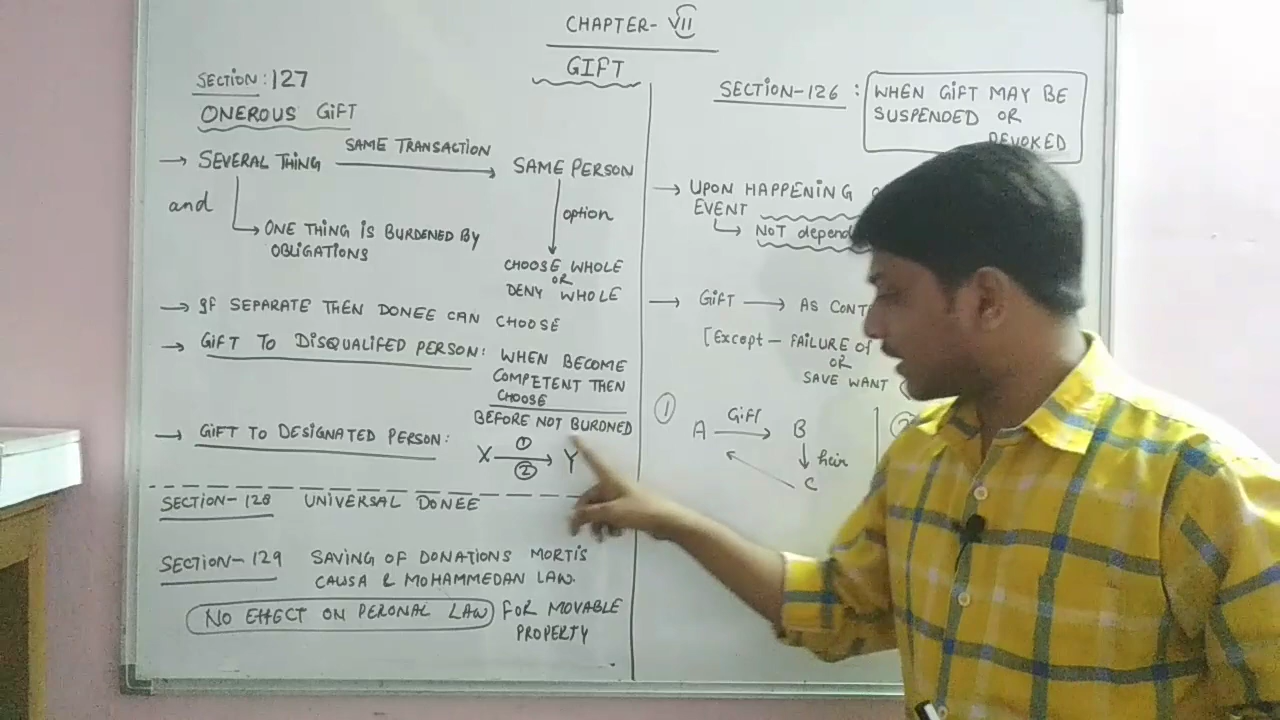 CHAPTER- VII
GIFT
SECTION: 127
ONEROUS GIFT
→ SEVERAL THING SAME TRANSACTION → SAME PERSON
and
option
→ ONE THING IS BURDENED BY
OBLIGATIONS
CHOOSE WHOLE
OR
DENY WHOLE
→ If SEPARATE THEN DONEE CAN CHOOSE
→ GIFT TO DISQUALIFED PERSON: WHEN BECOME
COMPETENT THEN
CHOOSE
BEFORE NOT BURDNED
→ GIFT TO DESIGNATED PERSON:
X ① ② → Y
SECTION-128 UNIVERSAL DONEE
SECTION-129 SAVING OF DONATIONS MORTIS
CAUSA & MOHAMMEDAN LAW.
NO EFFECT ON PERONAL LAW FOR MOVABLE
PROPERTY
SECTION-126 : WHEN GIFT MAY BE
SUSPENDED OR
REVOKED
→ UPON HAPPENING
EVENT
→ NOT depend
→ GIFT → AS CONT
[Except - FAILURE Of
OR
SAVE WANT
① A Gift → B ②
heir
C